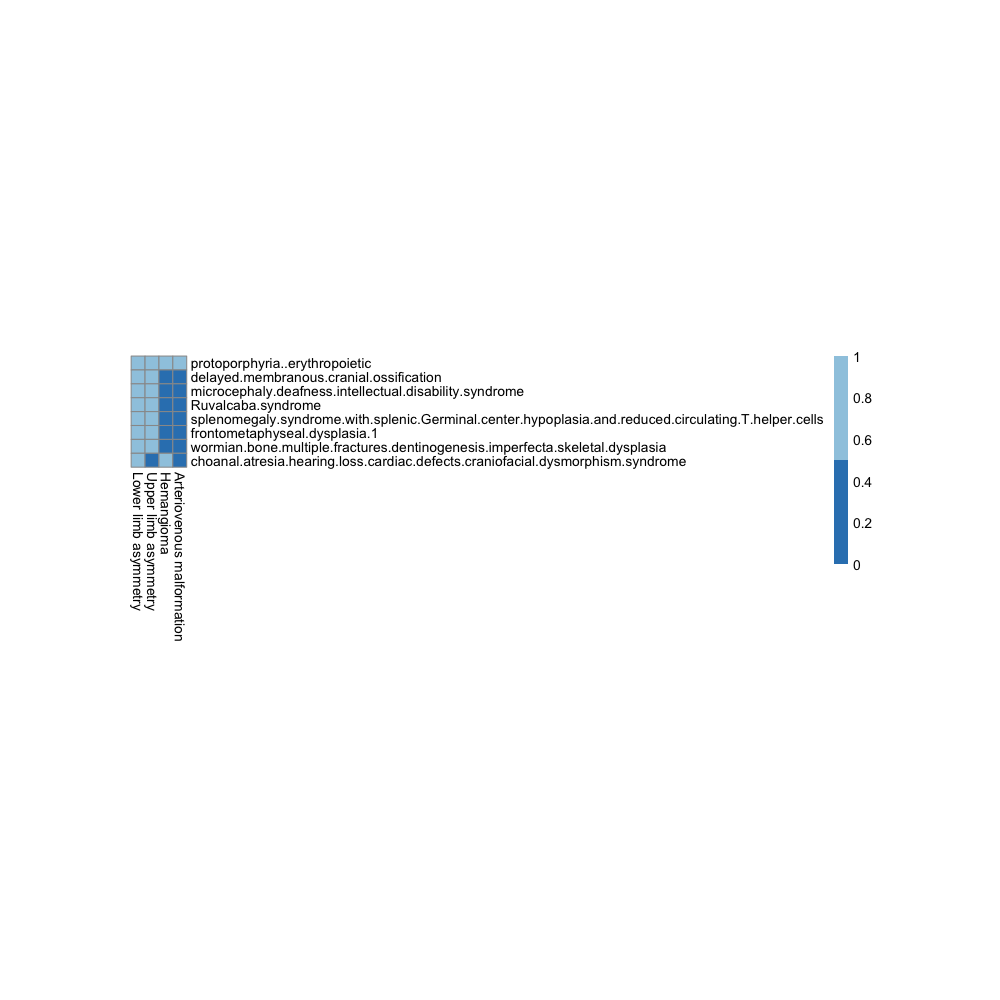 protoporphyria..erythropoietic
delayed.membranous.cranial.ossification
microcephaly.deafness.intellectual.disability.syndrome
Ruvalcaba.syndrome
splenomegaly.syndrome.with.splenic.Germinal.center.hypoplasia.and.reduced.circulating.T.helper.cells
frontometaphyseal.dysplasia.1
wormian.bone.multiple.fractures.dentinogenesis.imperfecta.skeletal.dysplasia
choanal.atresia.hearing.loss.cardiac.defects.craniofacial.dysmorphism.syndrome
Lower limb asymmetry
Upper limb asymmetry
Hemangioma
Arteriovenous malformation
1
0.8
0.6
0.4
0.2
0